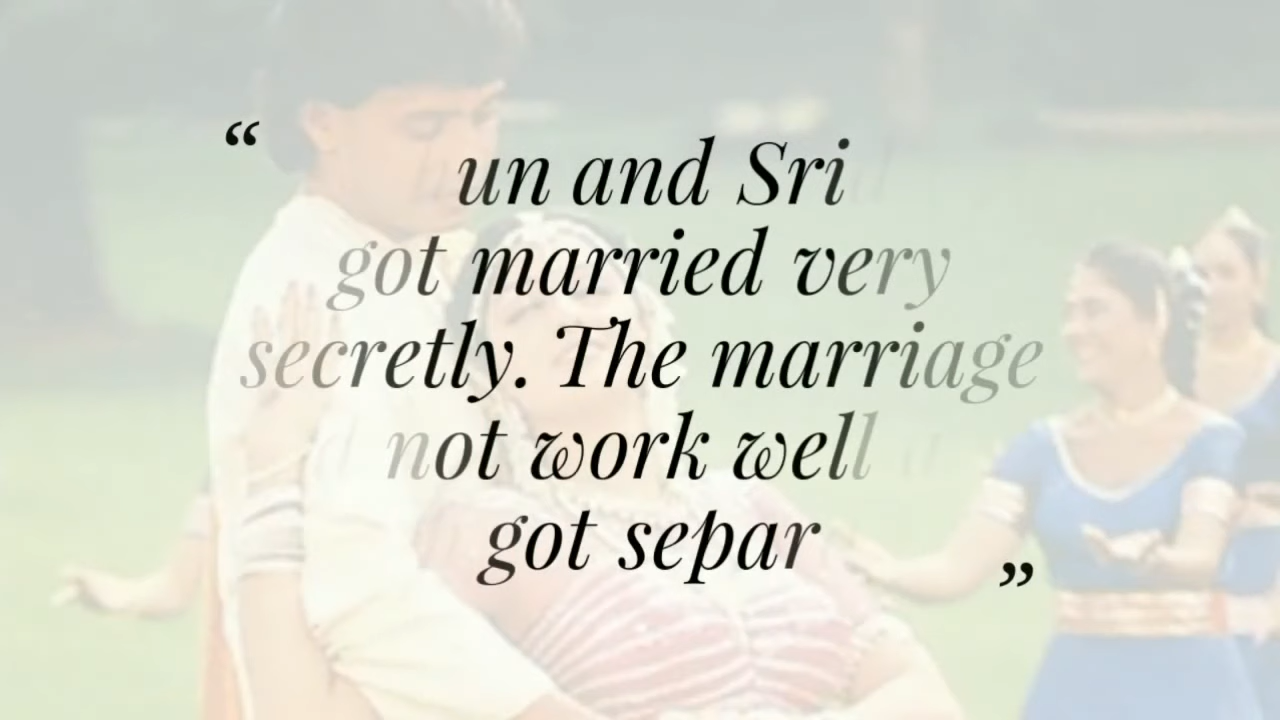 “
un and Sri
got married very
secretly. The marriage
not work well
got separ
”